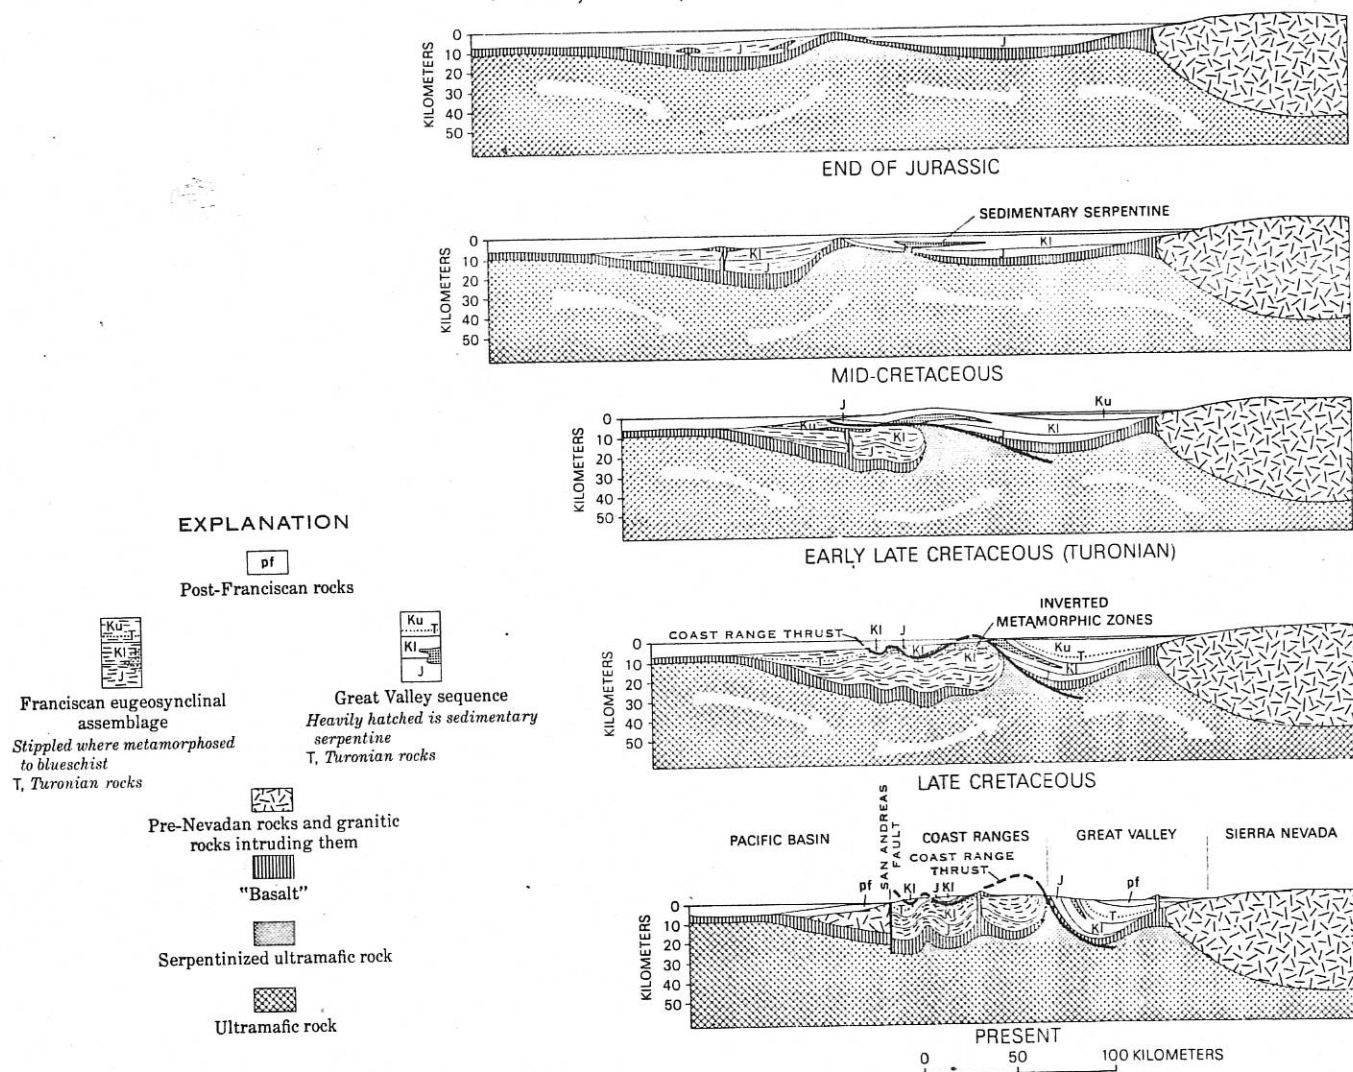 KILOMETERS
0
10
20
30
40
50
J
J
END OF JURASSIC
SEDIMENTARY SERPENTINE
KILOMETERS
0
10
20
30
40
50
Kl
J
Kl
J
MID-CRETACEOUS
KILOMETERS
0
10
20
30
40
50
J
Ku
Ku
Kl
J
Kl
J
EARLY LATE CRETACEOUS (TURONIAN)
EXPLANATION
pf
Post-Franciscan rocks
Ku
T
Kl
J
Franciscan eugeosynclinal
assemblage
Stippled where metamorphosed
to blueschist
T, Turonian rocks
Ku
T
Kl
J
Great Valley sequence
Heavily hatched is sedimentary
serpentine
T, Turonian rocks
Pre-Nevadan rocks and granitic
rocks intruding them
"Basalt"
Serpentinized ultramafic rock
Ultramafic rock
INVERTED
METAMORPHIC ZONES
COAST RANGE THRUST
Kl
J
KILOMETERS
0
10
20
30
40
50
T
Kl
Kl
Ku
T
Kl
LATE CRETACEOUS
PACIFIC BASIN
SAN ANDREAS
FAULT
COAST RANGES
GREAT VALLEY
SIERRA NEVADA
COAST RANGE
THRUST
pf
Kl
J Kl
J
pf
KILOMETERS
0
10
20
30
40
50
T
Kl
T
Kl
PRESENT
0 50 100 KILOMETERS